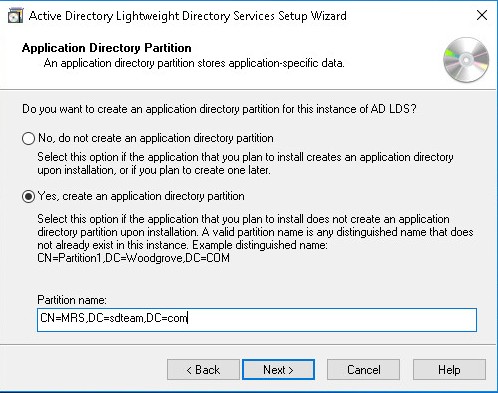 Active Directory Lightweight Directory Services Setup Wizard
Application Directory Partition
An application directory partition stores application-specific data.
Do you want to create an application directory partition for this instance of AD LDS?
No, do not create an application directory partition
Select this option if the application that you plan to install creates an application directory
upon installation, or if you plan to create one later.
Yes, create an application directory partition
Select this option if the application that you plan to install does not create an application
directory partition upon installation. A valid partition name is any distinguished name that does
not already exist in this instance. Example distinguished name:
CN=Partition1,DC=Woodgrove,DC=COM
Partition name:
CN=MRS,DC=sdteam,DC=com
< Back Next > Cancel Help